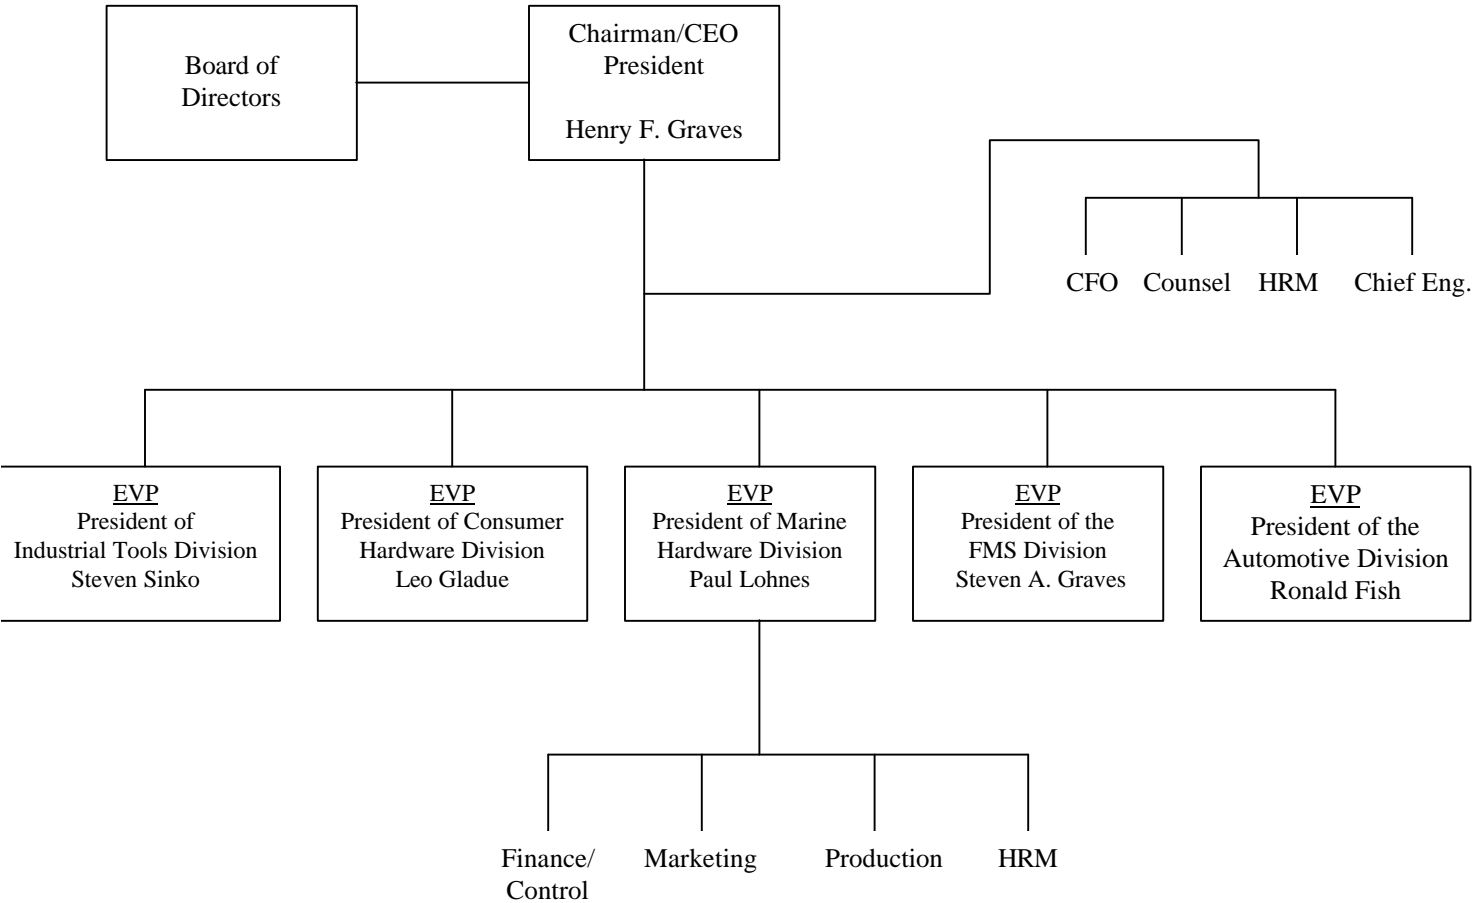 Board of
Directors
Chairman/CEO
President
Henry F. Graves
CFO
Counsel
HRM
Chief Eng.
EVP
President of
Industrial Tools Division
Steven Sinko
EVP
President of Consumer
Hardware Division
Leo Gladue
EVP
President of Marine
Hardware Division
Paul Lohnes
EVP
President of the
FMS Division
Steven A. Graves
EVP
President of the
Automotive Division
Ronald Fish
Finance/
Control
Marketing
Production
HRM